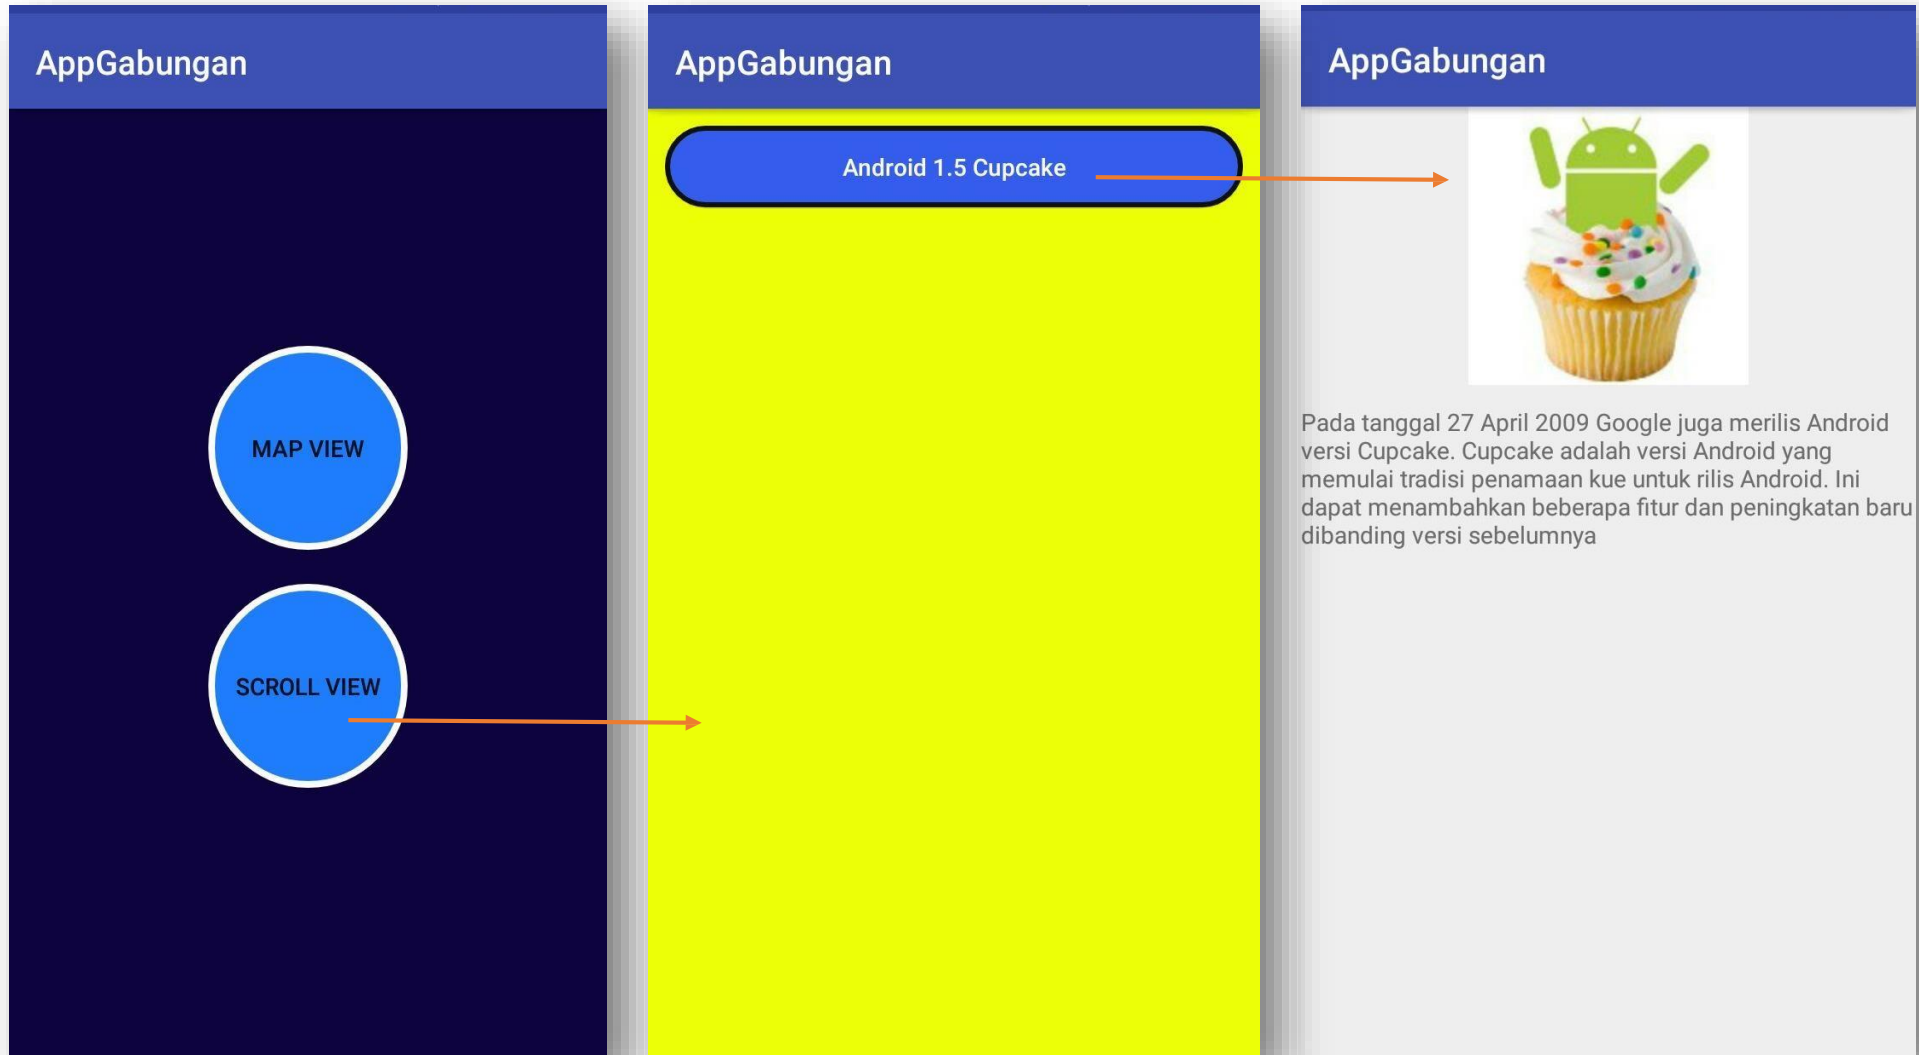 AppGabungan
MAP VIEW
SCROLL VIEW
AppGabungan
Android 1.5 Cupcake
AppGabungan
Pada tanggal 27 April 2009 Google juga merilis Android
versi Cupcake. Cupcake adalah versi Android yang
memulai tradisi penamaan kue untuk rilis Android. Ini
dapat menambahkan beberapa fitur dan peningkatan baru
dibanding versi sebelumnya